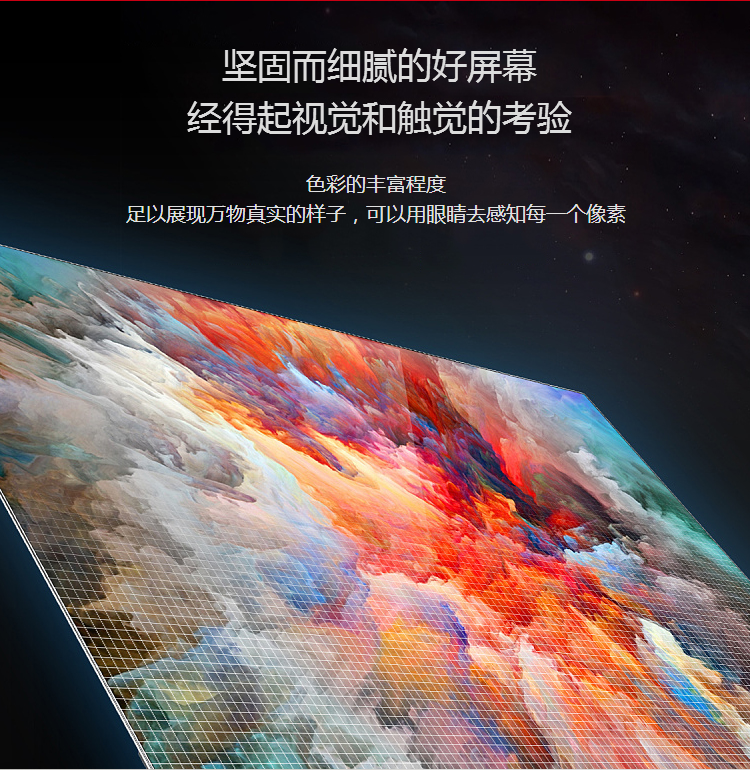 坚固而细腻的好屏幕
经得起视觉和触觉的考验
色彩的丰富程度
足以展现万物真实的样子，可以用眼睛去感知每一个像素